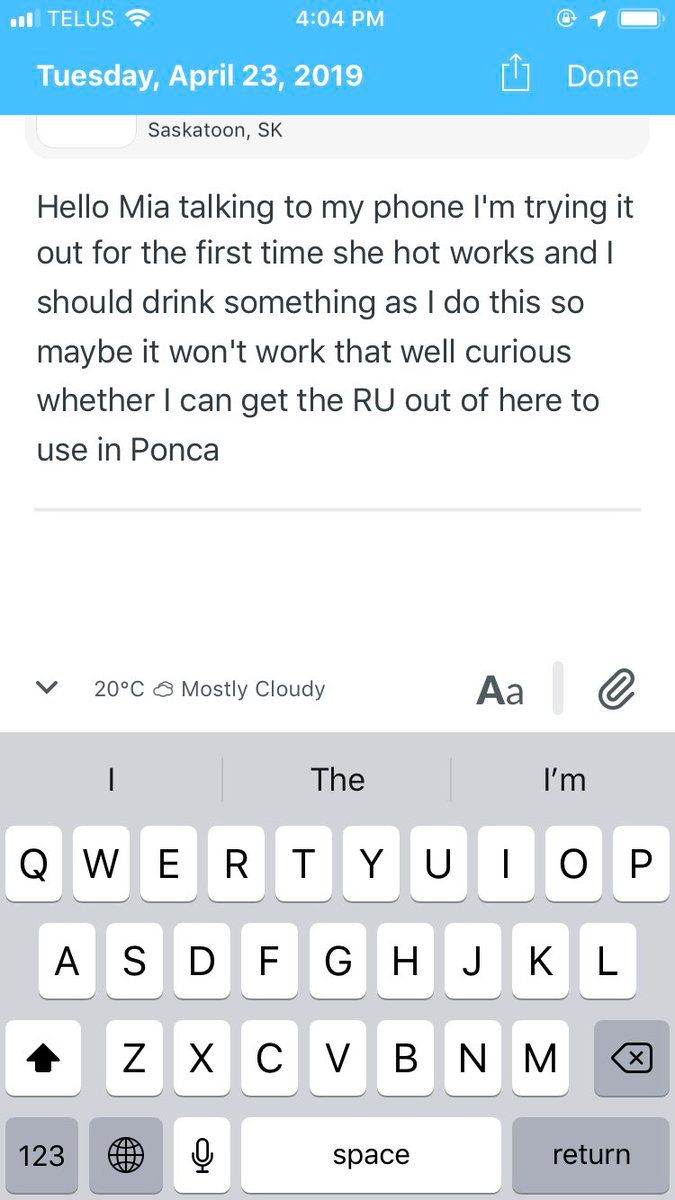 TELUS 4:04 PM
Tuesday, April 23, 2019 Done
Saskatoon, SK
Hello Mia talking to my phone I'm trying it
out for the first time she hot works and I
should drink something as I do this so
maybe it won't work that well curious
whether I can get the RU out of here to
use in Ponca
20°C Mostly Cloudy Aa
I The I’m
Q W E R T Y U I O P
A S D F G H J K L
Z X C V B N M
123 space return